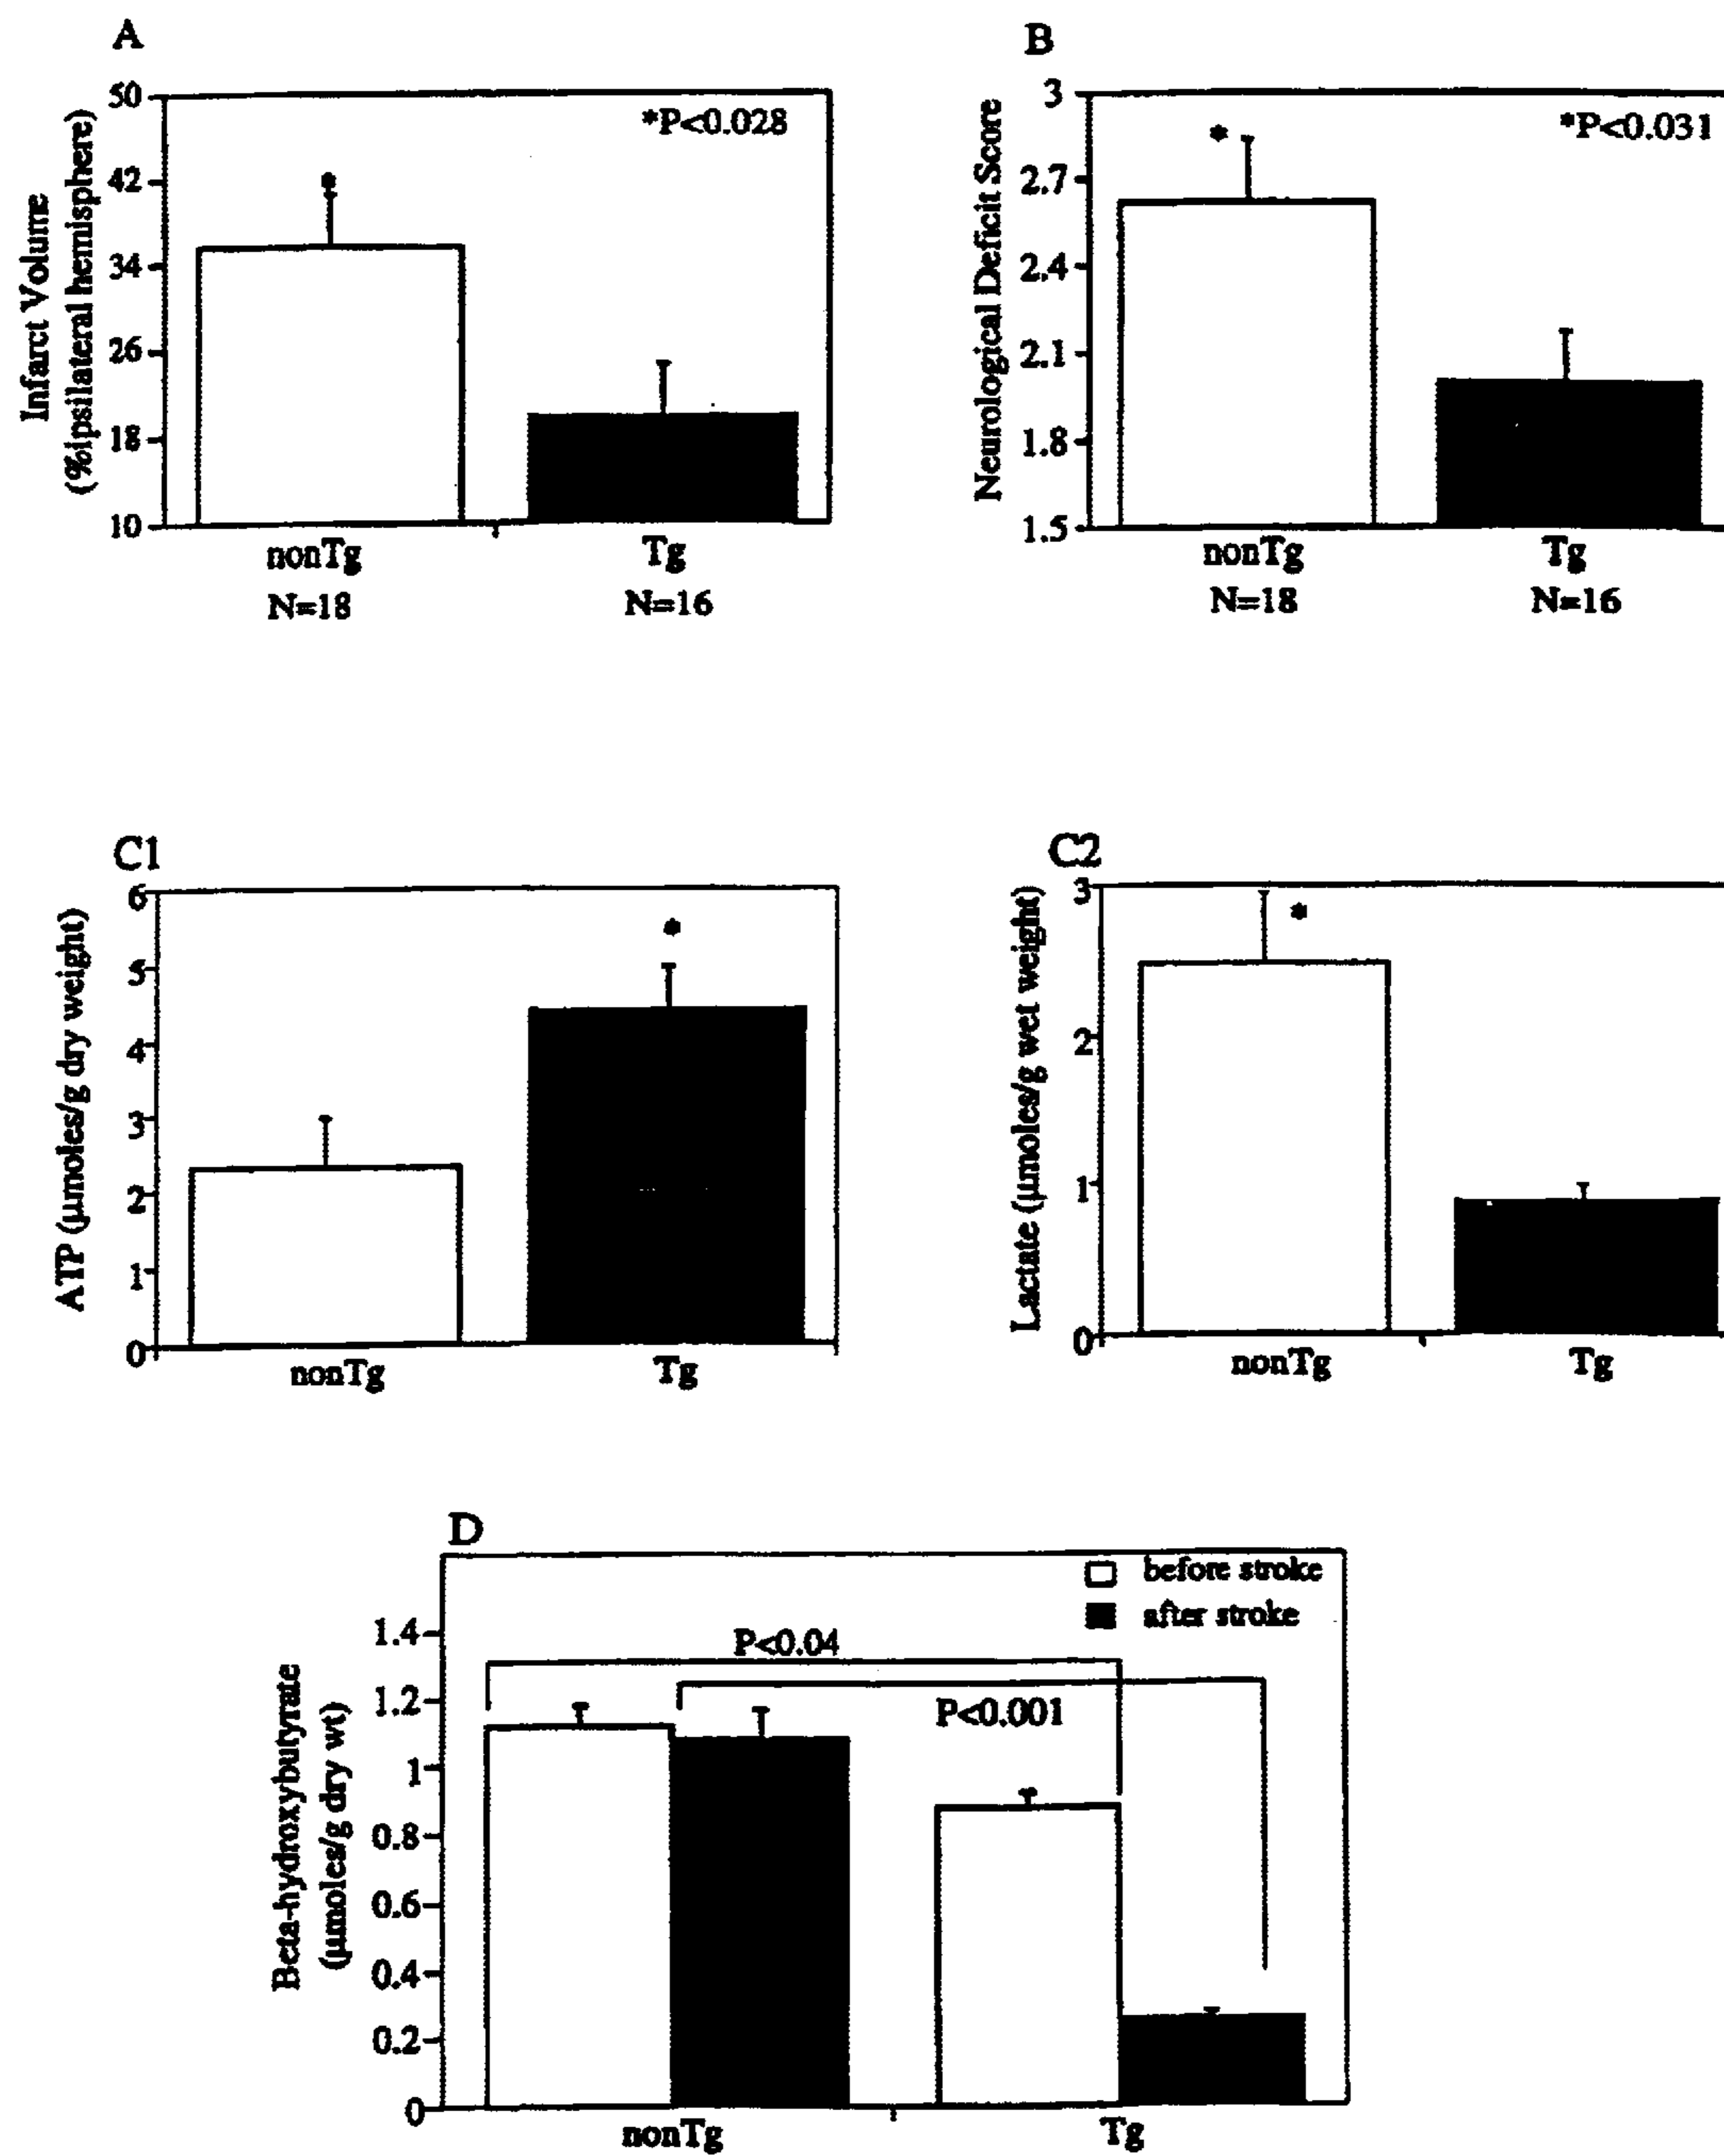 A
50
42
34
26
18
10
Infarct Volume
(%ipsilateral hemisphere)
*
*P<0.028
nonTg
Tg
N=18
N=16
B
3
2.7
2.4
2.1
1.8
1.5
Neurological Deficit Score
*
*P<0.031
nonTg
Tg
N=18
N=16
C1
6
5
4
3
2
1
0
ATP (µmoles/g dry weight)
*
nonTg
Tg
C2
3
2
1
0
Lactate (µmoles/g wet weight)
*
nonTg
Tg
D
before stroke
after stroke
1.4
1.2
1
0.8
0.6
0.4
0.2
0
Beta-hydroxybutyrate
(µmoles/g dry wt)
P<0.04
P<0.001
nonTg
Tg